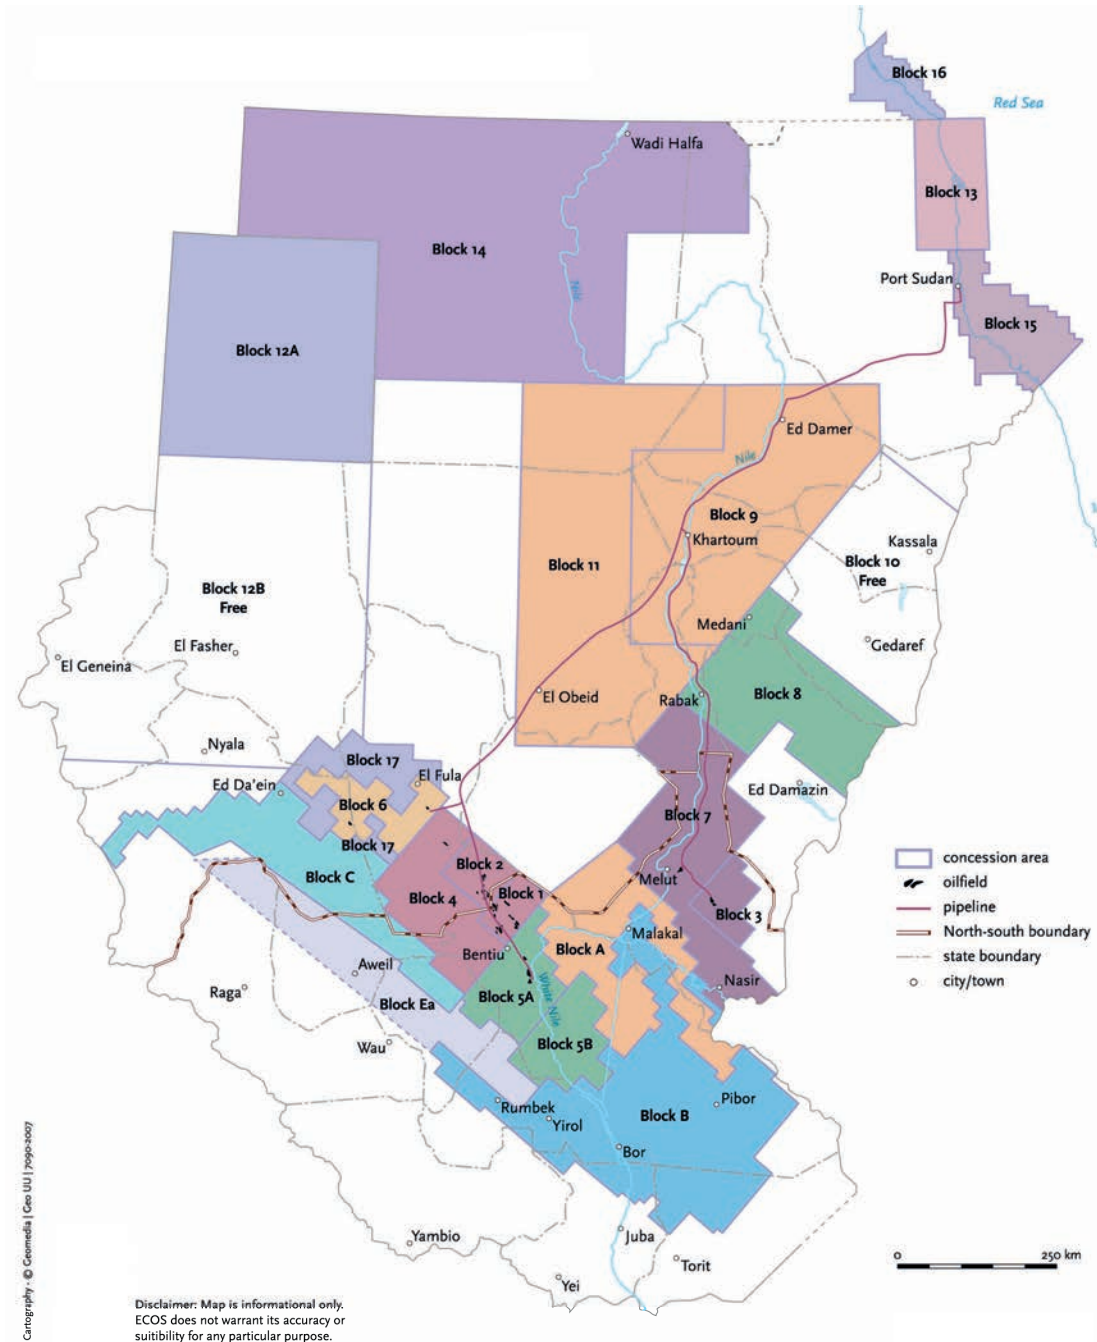 Block 16
Red Sea
Wadi Halfa
Block 13
Block 14
Port Sudan
Nile
Block 15
Block 12A
Ed Damer
Nile
Block 9
Kassala
Khartoum
Block 10
Free
Block 11
Block 12B
Free
Medani
El Fasher
Gedaref
El Geneina
Block 8
El Obeid
Rabak
Nyala
Block 17
El Fula
Ed Da'ein
Ed Damazin
Block 6
Block 7
Block 17
Block 2
concession area
Block C
Melut
oilfield
Block 4
Block 1
pipeline
Block 3
North-south boundary
Malakal
Block A
Bentiu
state boundary
Aweil
city/town
Nasir
Raga
White Nile
Block 5A
Block Ea
Block 5B
Wau
Pibor
Rumbek
Block B
Yirol
Bor
Yambio
Juba
Torit
0
250 km
Yei
Cartography - © Geomedia | Geo UU | 7090-2007
Disclaimer: Map is informational only.
ECOS does not warrant its accuracy or
suitibility for any particular purpose.